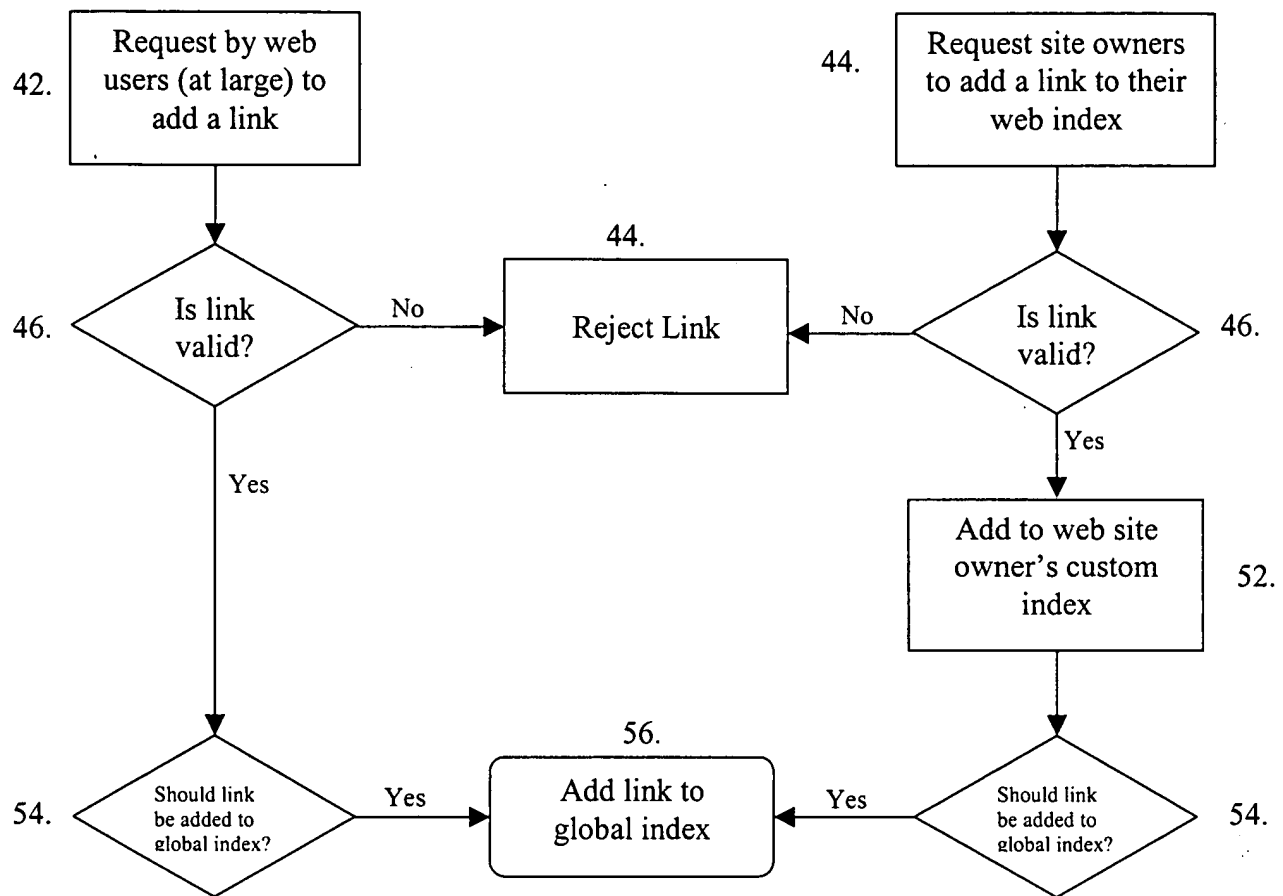 Request by web
users (at large) to
add a link
42.
44.
Request site owners
to add a link to their
web index
44.
46.
Is link
valid?
No
Reject Link
No
Is link
valid?
46.
Yes
Yes
Add to web site
owner's custom
index
52.
56.
54.
Should link
be added to
global index?
Yes
Add link to
global index
Yes
Should link
be added to
global index?
54.